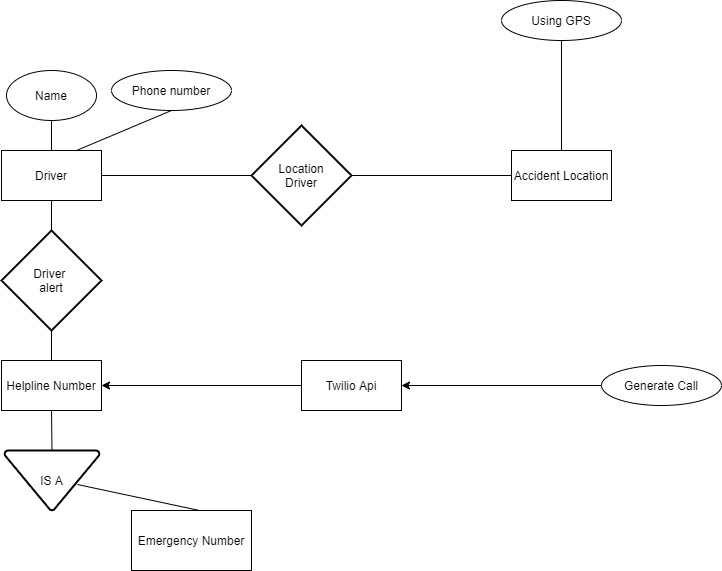 Using GPS
Name
Phone number
Location
Driver
Driver
Accident Location
Driver
alert
Helpline Number
Twilio Api
Generate Call
IS A
Emergency Number